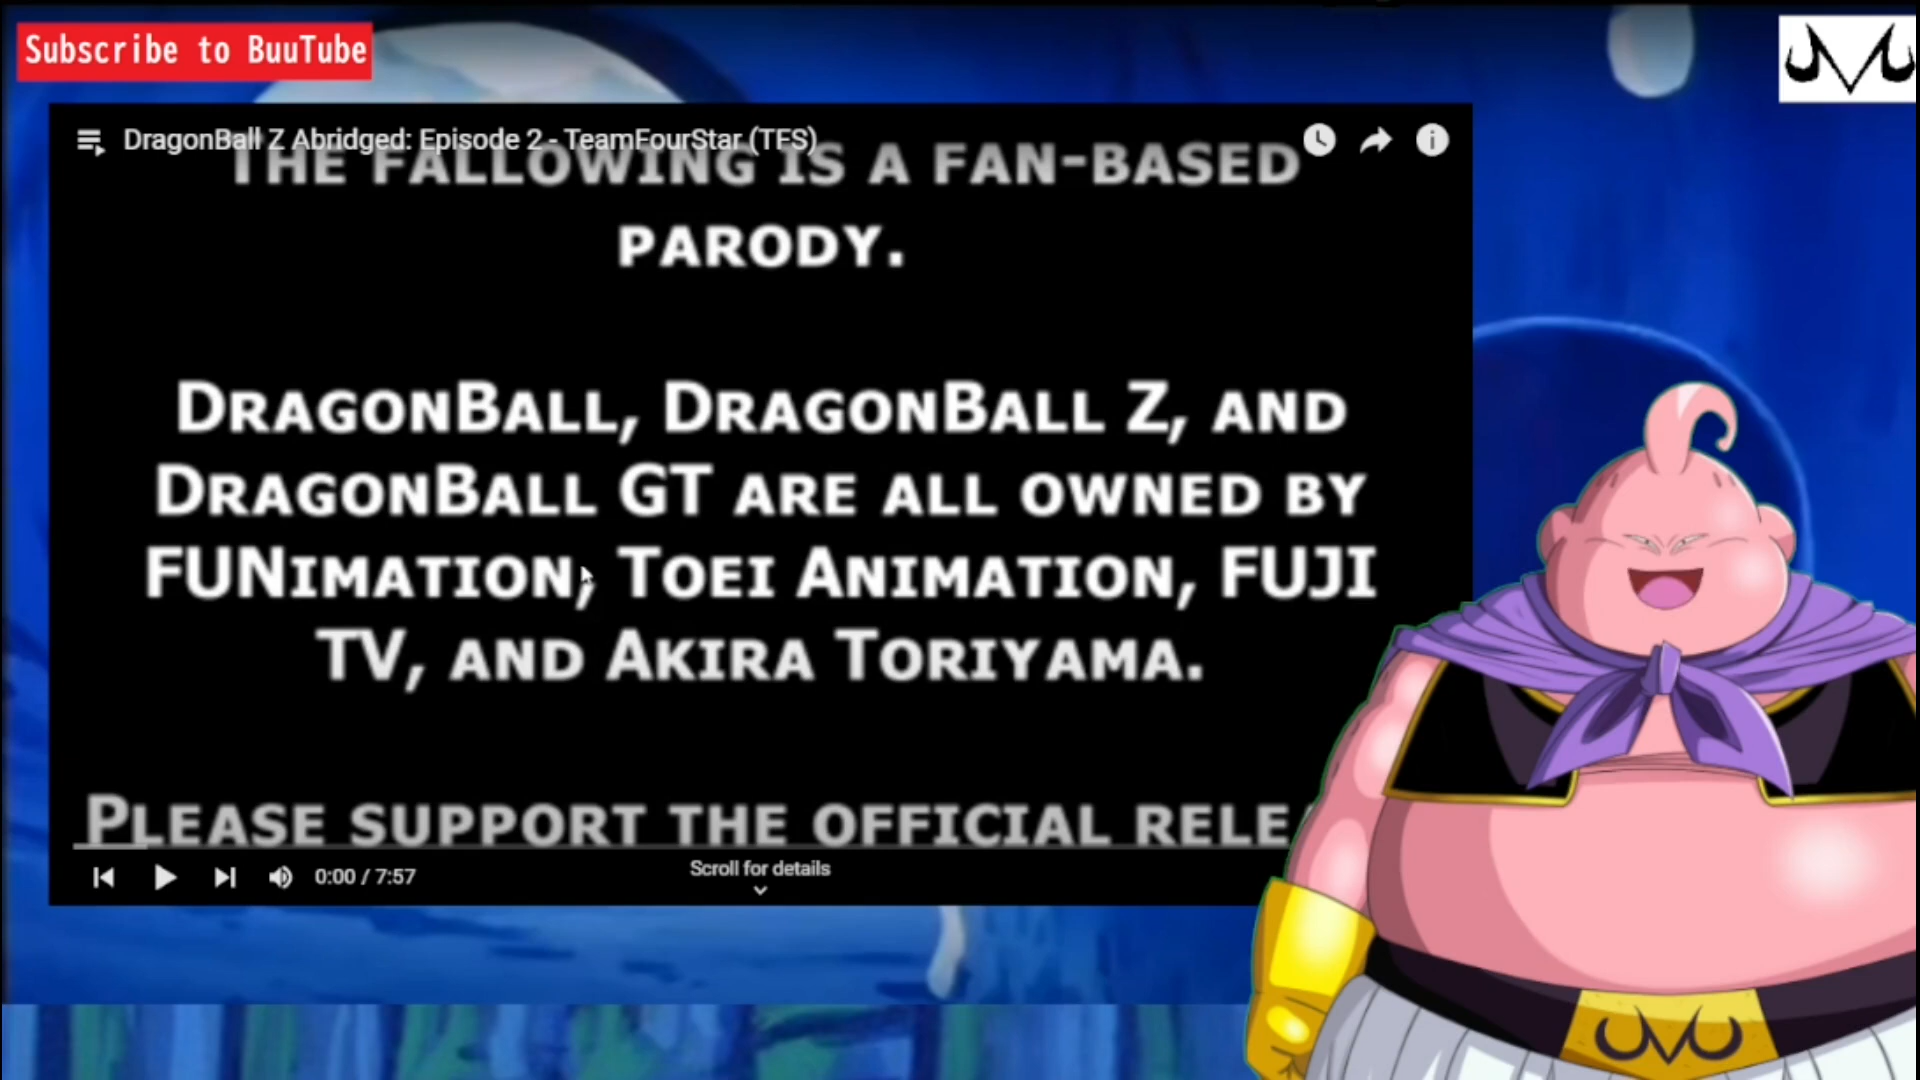 Subscribe to BuuTube
DragonBall Z Abridged: Episode 2 - TeamFourStar (TFS)
THE FALLOWING IS A FAN-BASED
PARODY.
DRAGONBALL, DRAGONBALL Z, AND
DRAGONBALL GT ARE ALL OWNED BY
FUNIMATION, TOEI ANIMATION, FUJI
TV, AND AKIRA TORIYAMA.
PLEASE SUPPORT THE OFFICIAL RELE
0:00 / 7:57
Scroll for details